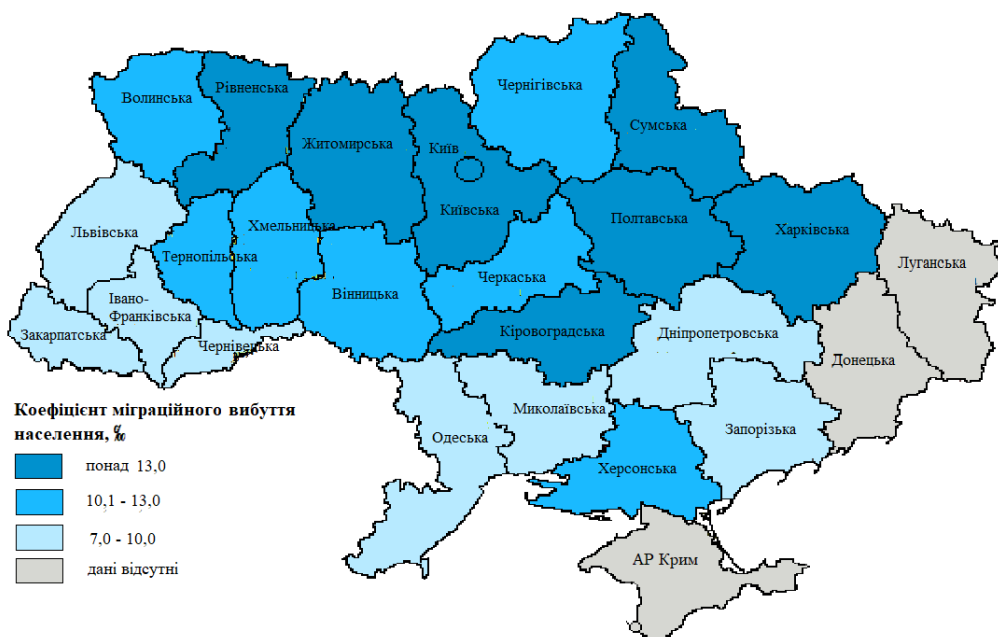 Чернігівська
Волинська
Рівненська
Сумська
Житомирська
Київ
Київська
Полтавська
Харківська
Львівська
Хмельницька
Тернопільська
Луганська
Черкаська
Вінницька
Івано-
Франківська
Закарпатська
Чернівецька
Кіровоградська
Дніпропетровська
Донецька
Миколаївська
Одеська
Запорізька
Херсонська
АР Крим
Коефіцієнт міграційного вибуття
населення, ‰
понад 13,0
10,1 - 13,0
7,0 - 10,0
дані відсутні